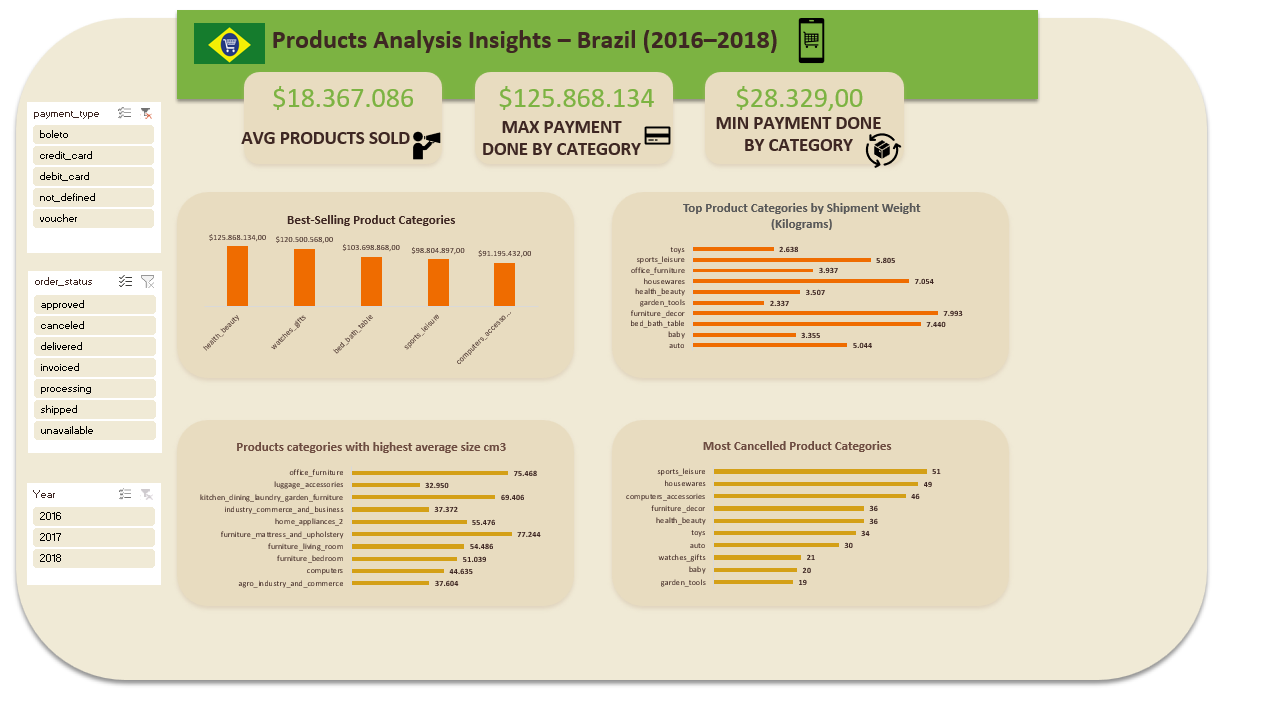 Products Analysis Insights – Brazil (2016–2018)
$18.367.086
AVG PRODUCTS SOLD
$125.868.134
MAX PAYMENT
DONE BY CATEGORY
$28.329,00
MIN PAYMENT DONE
BY CATEGORY
payment_type
boleto
credit_card
debit_card
not_defined
voucher
order_status
approved
canceled
delivered
invoiced
processing
shipped
unavailable
Year
2016
2017
2018
Best-Selling Product Categories
$125.868.134,00
$120.500.568,00
$103.698.868,00
$98.804.897,00
$91.195.432,00
health_beauty
watches_gifts
bed_bath_table
sports_leisure
computers_accesso...
Top Product Categories by Shipment Weight
(Kilograms)
toys 2.638
sports_leisure 5.805
office_furniture 3.937
housewares 7.054
health_beauty 3.507
garden_tools 2.337
furniture_decor 7.993
bed_bath_table 7.440
baby 3.355
auto 5.044
Products categories with highest average size cm3
office_furniture 75.468
luggage_accessories 32.950
kitchen_dining_laundry_garden_furniture 69.406
industry_commerce_and_business 37.372
home_appliances_2 55.476
furniture_mattress_and_upholstery 77.244
furniture_living_room 54.486
furniture_bedroom 51.039
computers 44.635
agro_industry_and_commerce 37.604
Most Cancelled Product Categories
sports_leisure 51
housewares 49
computers_accessories 46
furniture_decor 36
health_beauty 36
toys 34
auto 30
watches_gifts 21
baby 20
garden_tools 19